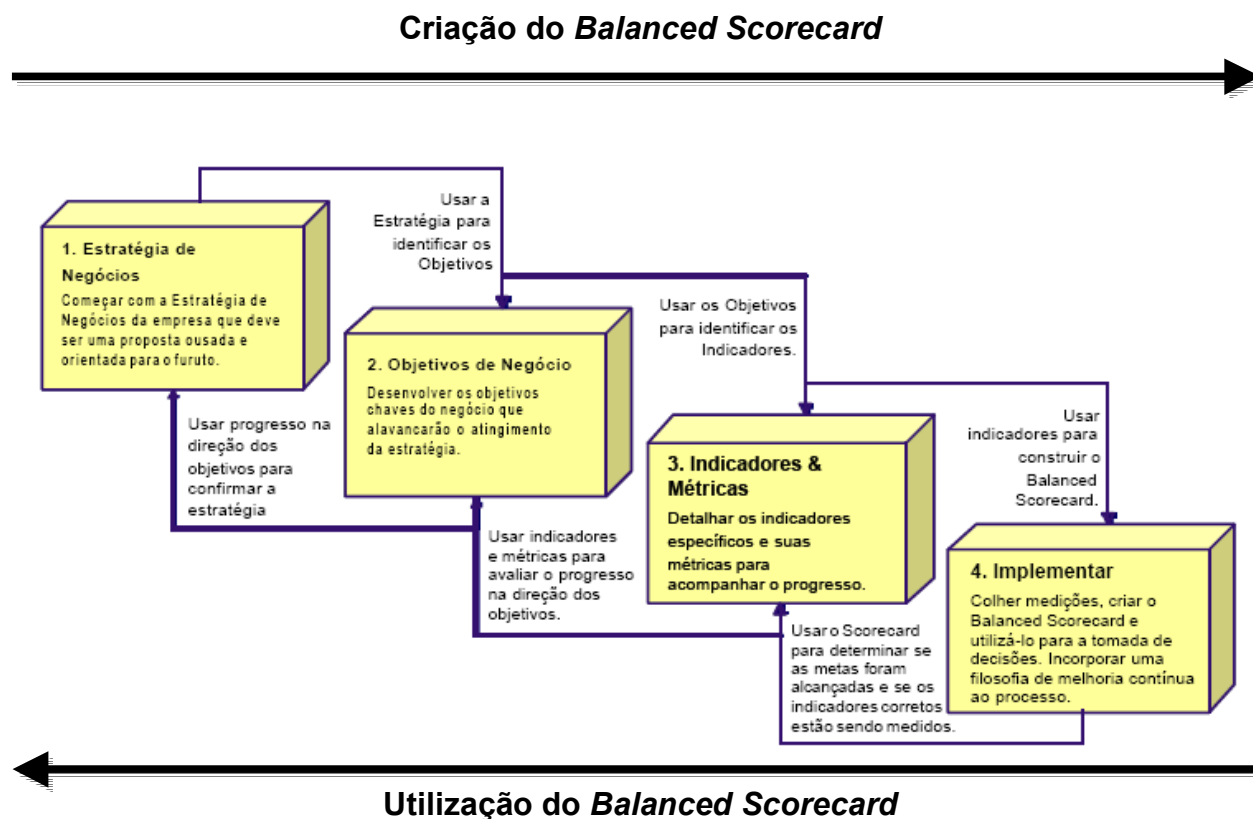 Criação do Balanced Scorecard
Usar a
Estratégia para
identificar os
Objetivos
1. Estratégia de
Negócios
Começar com a Estratégia de
Negócios da empresa que deve
ser uma proposta ousada e
orientada para o furuto.
Usar os Objetivos
para identificar os
Indicadores.
2. Objetivos de Negócio
Desenvolver os objetivos
chaves do negócio que
alavancarão o atingimento
da estratégia.
Usar
indicadores para
construir o
Balanced
Scorecard.
Usar progresso na
direção dos
objetivos para
confirmar a
estratégia
3. Indicadores &
Métricas
Detalhar os indicadores
específicos e suas
métricas para
acompanhar o progresso.
Usar indicadores
e métricas para
avaliar o progresso
na direção dos
objetivos.
4. Implementar
Colher medições, criar o
Balanced Scorecard e
utilizá-lo para a tomada de
decisões. Incorporar uma
filosofia de melhoria contínua
ao processo.
Usar o Scorecard
para determinar se
as metas foram
alcançadas e se os
indicadores corretos
estão sendo medidos.
Utilização do Balanced Scorecard